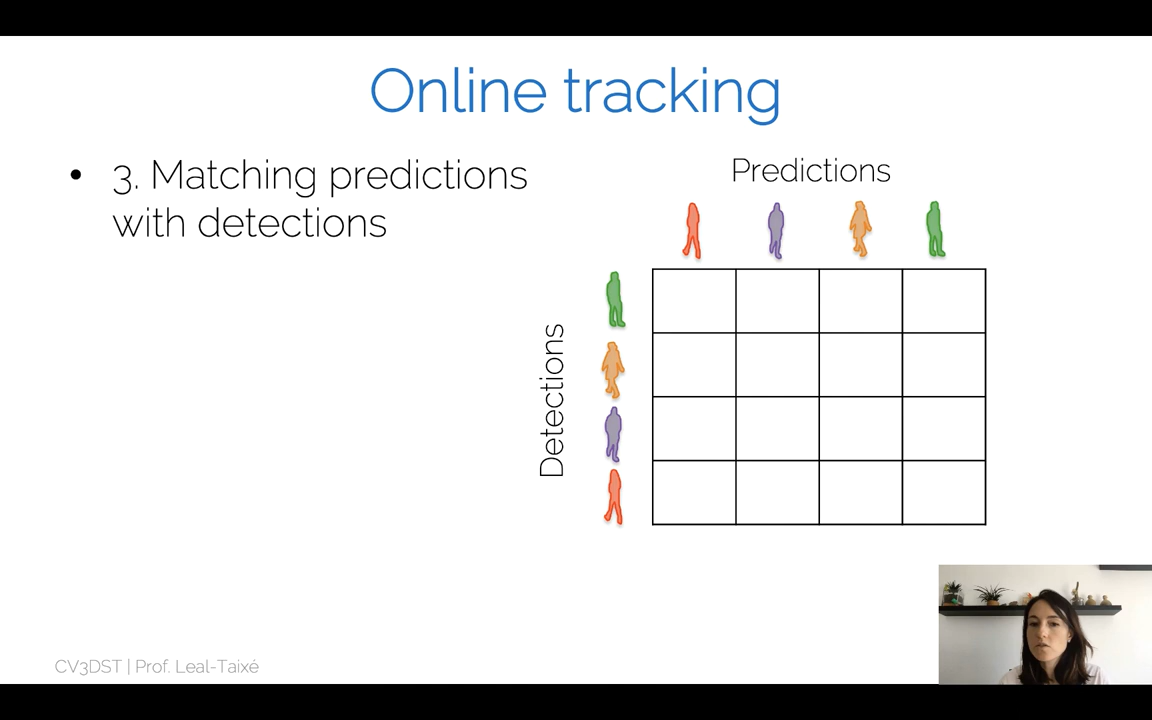 Online tracking
• 3. Matching predictions
with detections
Predictions
Detections
CV3DST | Prof. Leal-Taixé